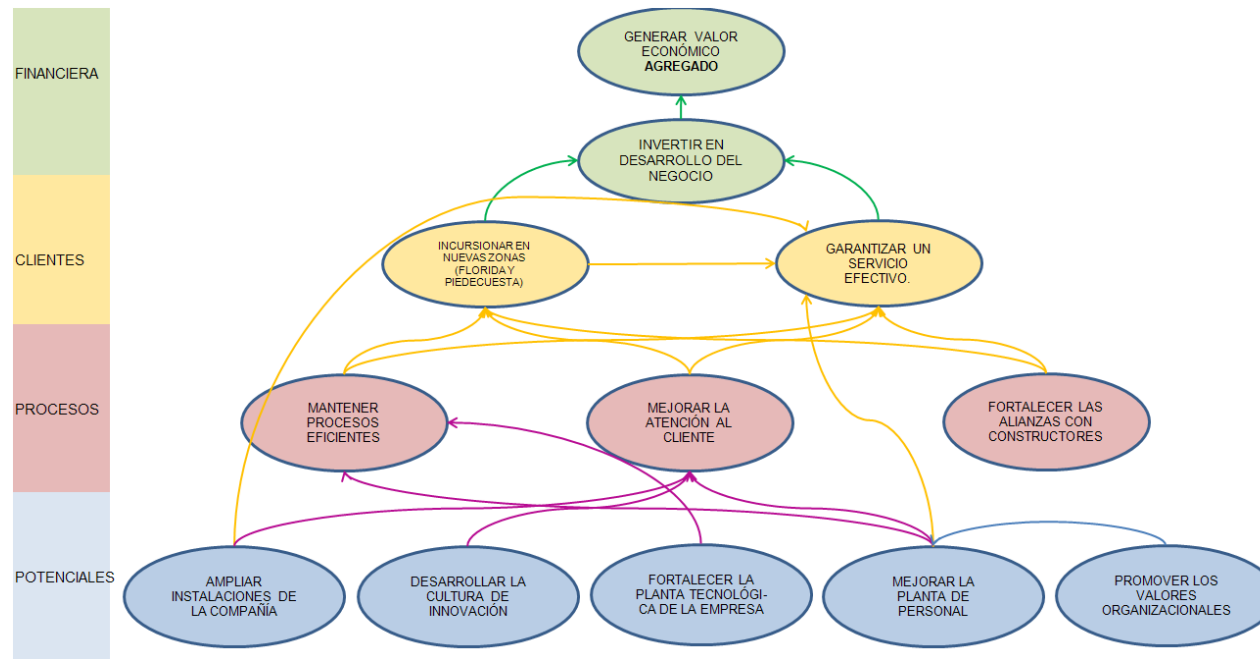 FINANCIERA
GENERAR VALOR
ECONÓMICO
AGREGADO
INVERTIR EN
DESARROLLO DEL
NEGOCIO
CLIENTES
INCURSIONAR EN
NUEVAS ZONAS
(FLORIDA Y
PIEDECUESTA)
GARANTIZAR UN
SERVICIO
EFECTIVO.
PROCESOS
MANTENER
PROCESOS
EFICIENTES
MEJORAR LA
ATENCIÓN AL
CLIENTE
FORTALECER LAS
ALIANZAS CON
CONSTRUCTORES
POTENCIALES
AMPLIAR
INSTALACIONES DE
LA COMPAÑÍA
DESARROLLAR LA
CULTURA DE
INNOVACIÓN
FORTALECER LA
PLANTA TECNOLÓGI-
CA DE LA EMPRESA
MEJORAR LA
PLANTA DE
PERSONAL
PROMOVER LOS
VALORES
ORGANIZACIONALES